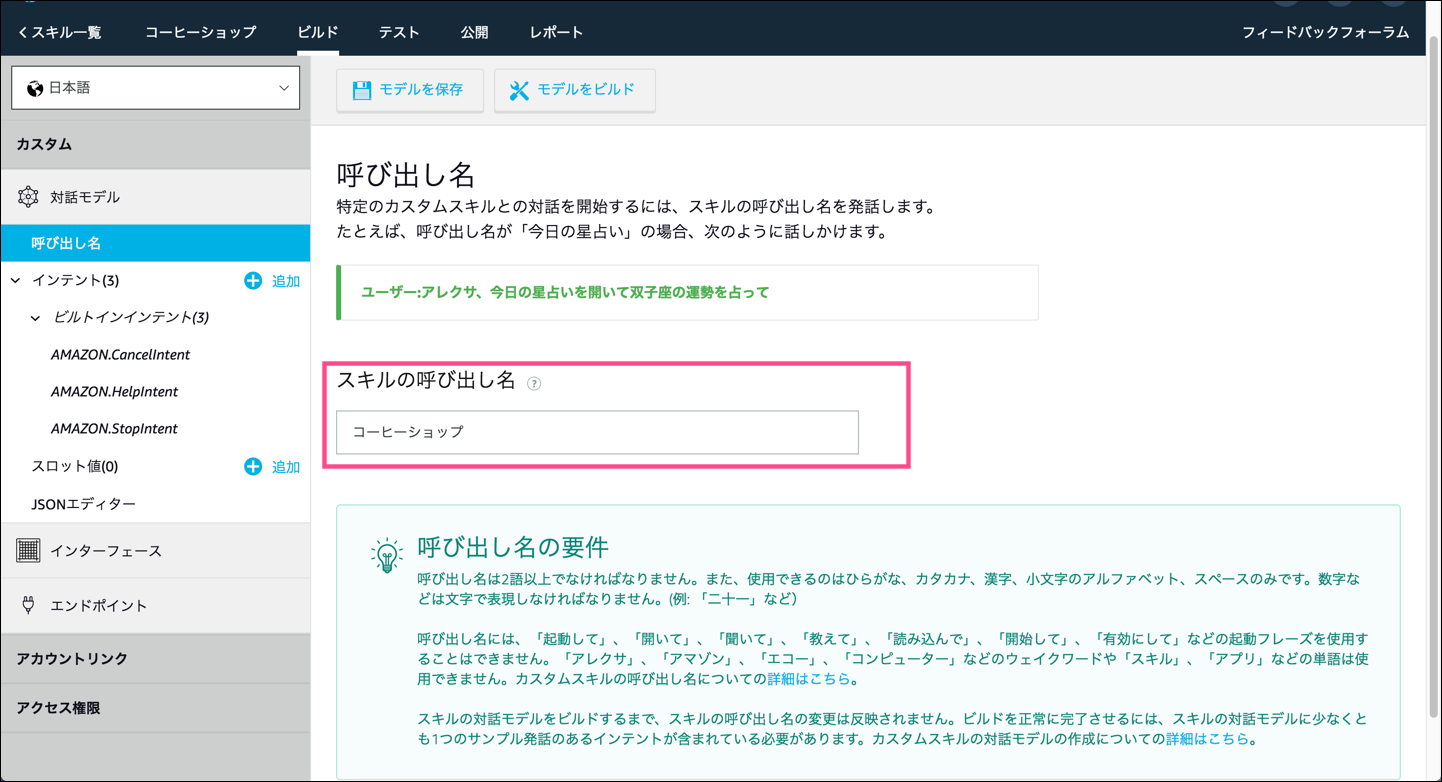 スキル一覧 コーヒーショップ ビルド テスト 公開 レポート フィードバックフォーラム
日本語
モデルを保存 モデルをビルド
カスタム
対話モデル
呼び出し名
インテント(3) 追加
ビルトインインテント(3)
AMAZON.CancelIntent
AMAZON.HelpIntent
AMAZON.StopIntent
スロット値(0) 追加
JSONエディター
インターフェース
エンドポイント
アカウントリンク
アクセス権限
呼び出し名
特定のカスタムスキルとの対話を開始するには、スキルの呼び出し名を発話します。
たとえば、呼び出し名が「今日の星占い」の場合、次のように話しかけます。
ユーザー:アレクサ、今日の星占いを開いて双子座の運勢を占って
スキルの呼び出し名 ?
コーヒーショップ
呼び出し名の要件
呼び出し名は2語以上でなければなりません。また、使用できるのはひらがな、カタカナ、漢字、小文字のアルファベット、スペースのみです。数字な
どは文字で表現しなければなりません。(例: 「二十一」など)
呼び出し名には、「起動して」、「開いて」、「聞いて」、「教えて」、「読み込んで」、「開始して」、「有効にして」などの起動フレーズを使用す
ることはできません。「アレクサ」、「アマゾン」、「エコー」、「コンピューター」などのウェイクワードや「スキル」、「アプリ」などの単語は使
用できません。カスタムスキルの呼び出し名についての詳細はこちら。
スキルの対話モデルをビルドするまで、スキルの呼び出し名の変更は反映されません。ビルドを正常に完了させるには、スキルの対話モデルに少なくと
も1つのサンプル発話のあるインテントが含まれている必要があります。カスタムスキルの対話モデルの作成についての詳細はこちら。